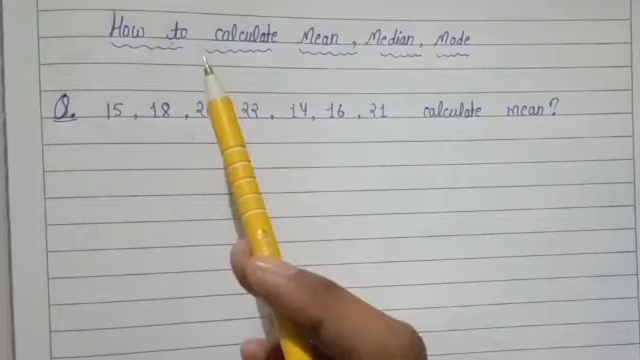 How to calculate Mean, Median, Mode
Q. 15, 18, 22, 14, 16, 21 calculate mean?